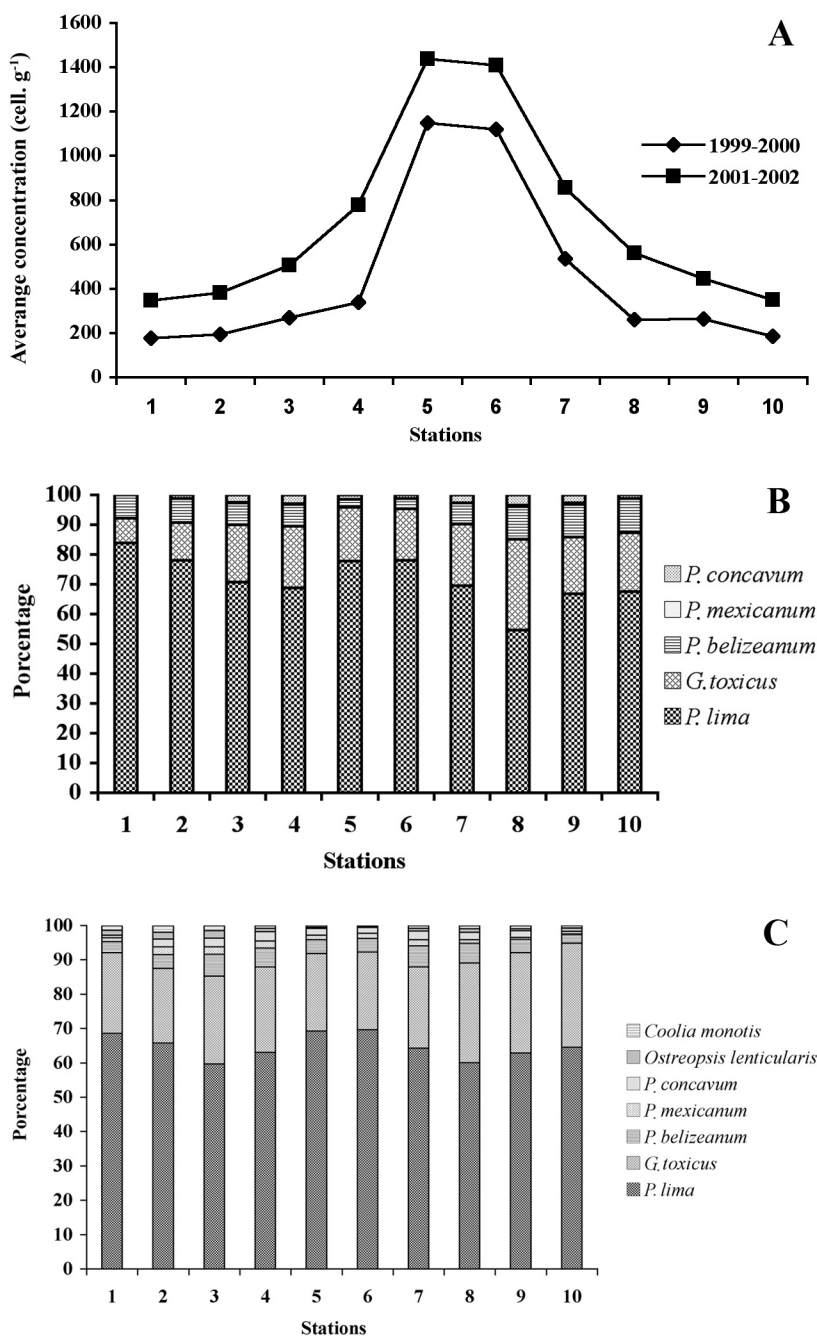 A
1600
1400
1200
1000
800
600
400
200
0
Averange concentration (cell. g-1)
1999-2000
2001-2002
1 2 3 4 5 6 7 8 9 10
Stations
B
100
90
80
70
60
50
40
30
20
10
0
Porcentage
P. concavum
P. mexicanum
P. belizeanum
G.toxicus
P. lima
1 2 3 4 5 6 7 8 9 10
Stations
C
100
90
80
70
60
50
40
30
20
10
0
Porcentage
Coolia monotis
Ostreopsis lenticularis
P. concavum
P. mexicanum
P. belizeanum
G.toxicus
P. lima
1 2 3 4 5 6 7 8 9 10
Stations